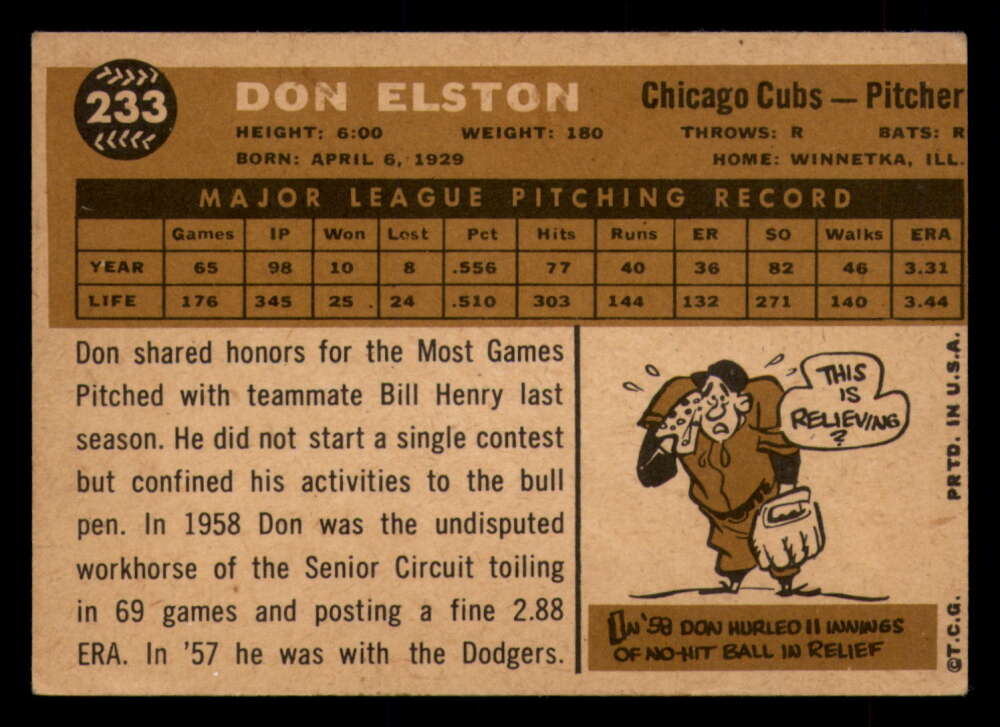 233
DON ELSTON
Chicago Cubs — Pitcher
HEIGHT: 6:00 WEIGHT: 180 THROWS: R BATS: R
BORN: APRIL 6, 1929 HOME: WINNETKA, ILL.
MAJOR LEAGUE PITCHING RECORD
Games IP Won Lost Pct Hits Runs ER SO Walks ERA
YEAR 65 98 10 8 .556 77 40 36 82 46 3.31
LIFE 176 345 25 24 .510 303 144 132 271 140 3.44
Don shared honors for the Most Games
Pitched with teammate Bill Henry last
season. He did not start a single contest
but confined his activities to the bull
pen. In 1958 Don was the undisputed
workhorse of the Senior Circuit toiling
in 69 games and posting a fine 2.88
ERA. In '57 he was with the Dodgers.
THIS
IS
RELIEVING
?
IN '58 DON HURLED 11 INNINGS
OF NO-HIT BALL IN RELIEF
©T.C.G. PRTD. IN U.S.A.